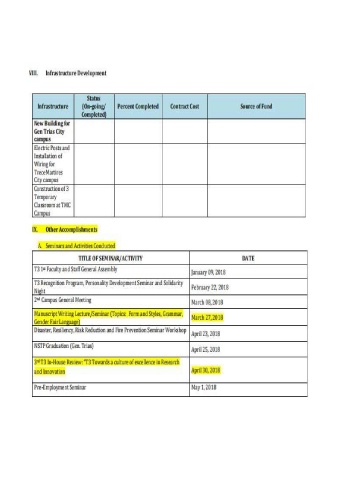 VIII. Infrastructure Development
Infrastructure
Status
(On-going/
Completed)
Percent Completed
Contract Cost
Source of Fund
New Building for
Gen Trias City
campus
Electric Posts and
Installation of
Wiring for
TreceMartires
City campus
Construction of 3
Temporary
Classroom at TMC
Campus
IX. Other Accomplishments
A. Seminars and Activities Conducted
TITLE OF SEMINAR/ACTIVITY
DATE
T3 1st Faculty and Staff General Assembly
January 09, 2018
T3 Recognition Program, Personality Development Seminar and Solidarity
Night
February 22, 2018
2nd Campus General Meeting
March 08, 2018
Manuscript Writing Lecture/Seminar (Topics: Form and Styles, Grammar,
Gender Fair Language)
March 27, 2018
Disaster, Resiliency, Risk Reduction and Fire Prevention Seminar Workshop
April 23, 2018
NSTP Graduation (Gen. Trias)
April 25, 2018
3rd T3 In-House Review: "T3 Towards a culture of excellence in Research
and Innovation
April 30, 2018
Pre-Employment Seminar
May 1, 2018